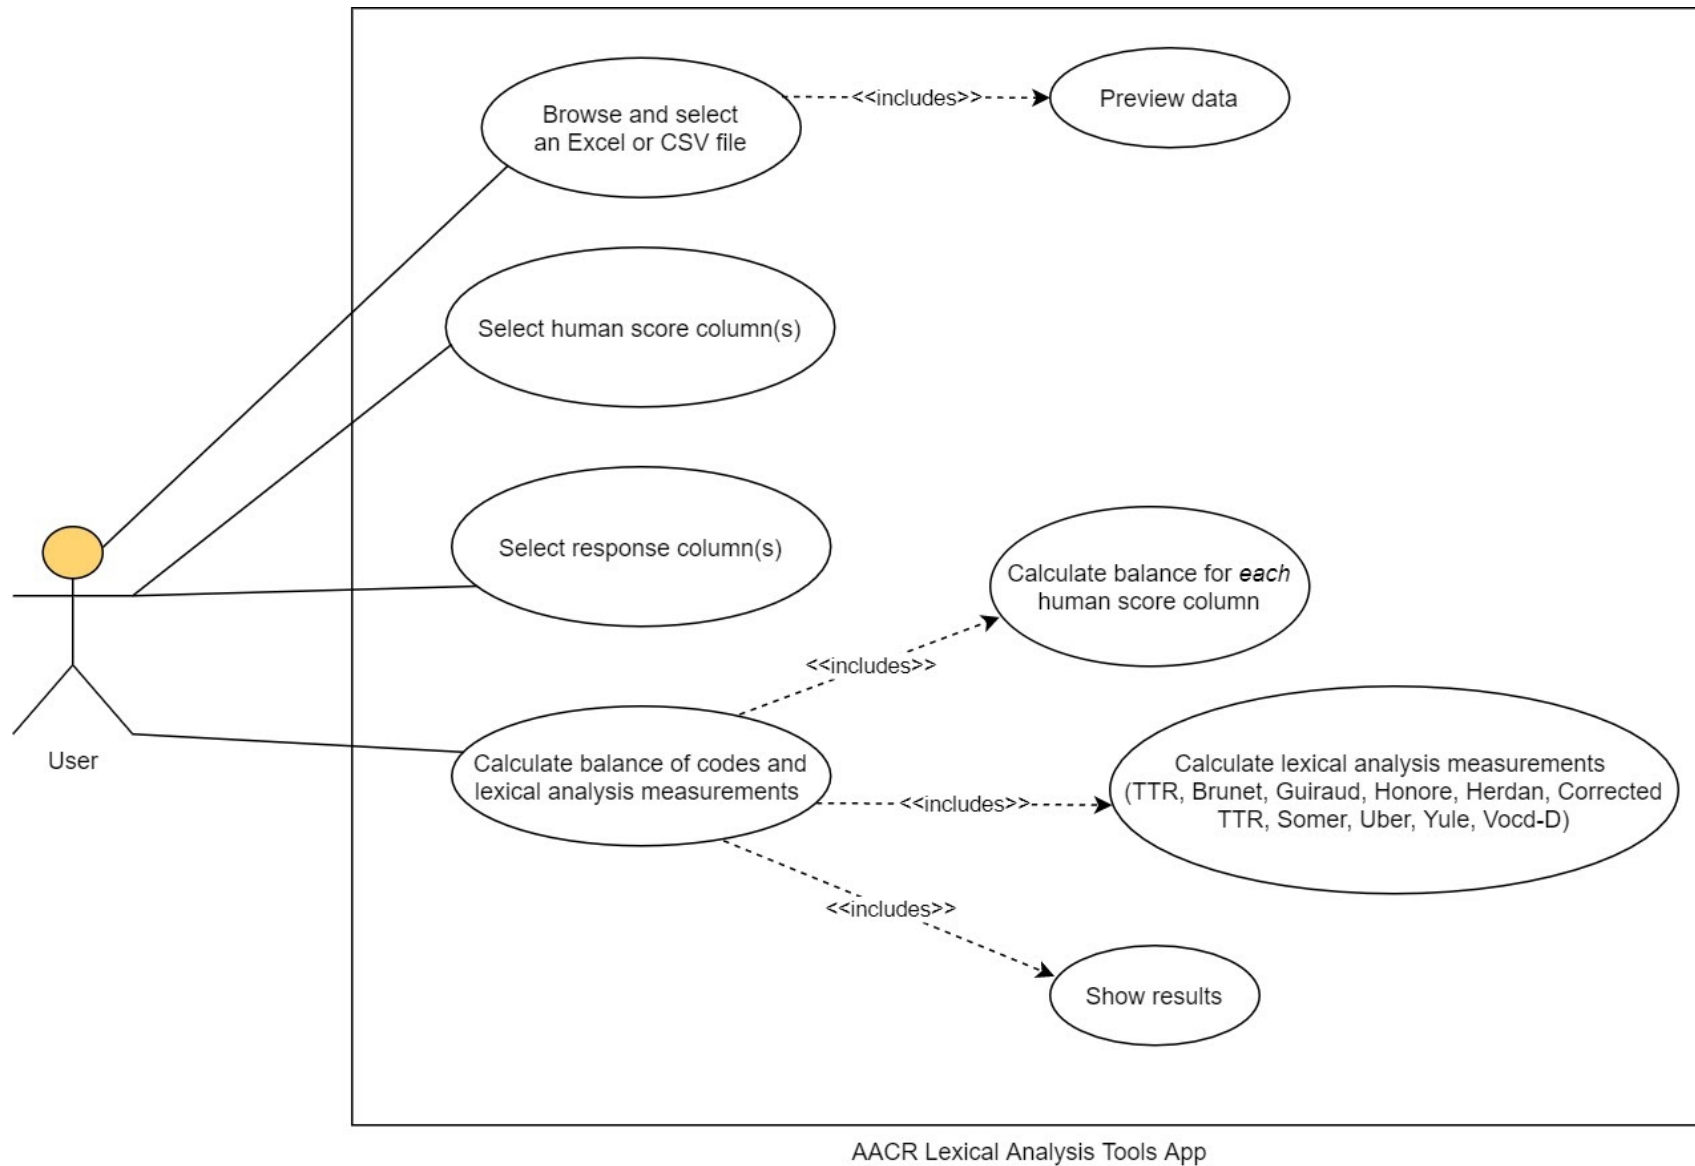 Browse and select
an Excel or CSV file
<<includes>>
Preview data
Select human score column(s)
Select response column(s)
Calculate balance for each
human score column
<<includes>>
User
Calculate balance of codes and
lexical analysis measurements
<<includes>>
Calculate lexical analysis measurements
(TTR, Brunet, Guiraud, Honore, Herdan, Corrected
TTR, Somer, Uber, Yule, Vocd-D)
<<includes>>
Show results
AACR Lexical Analysis Tools App